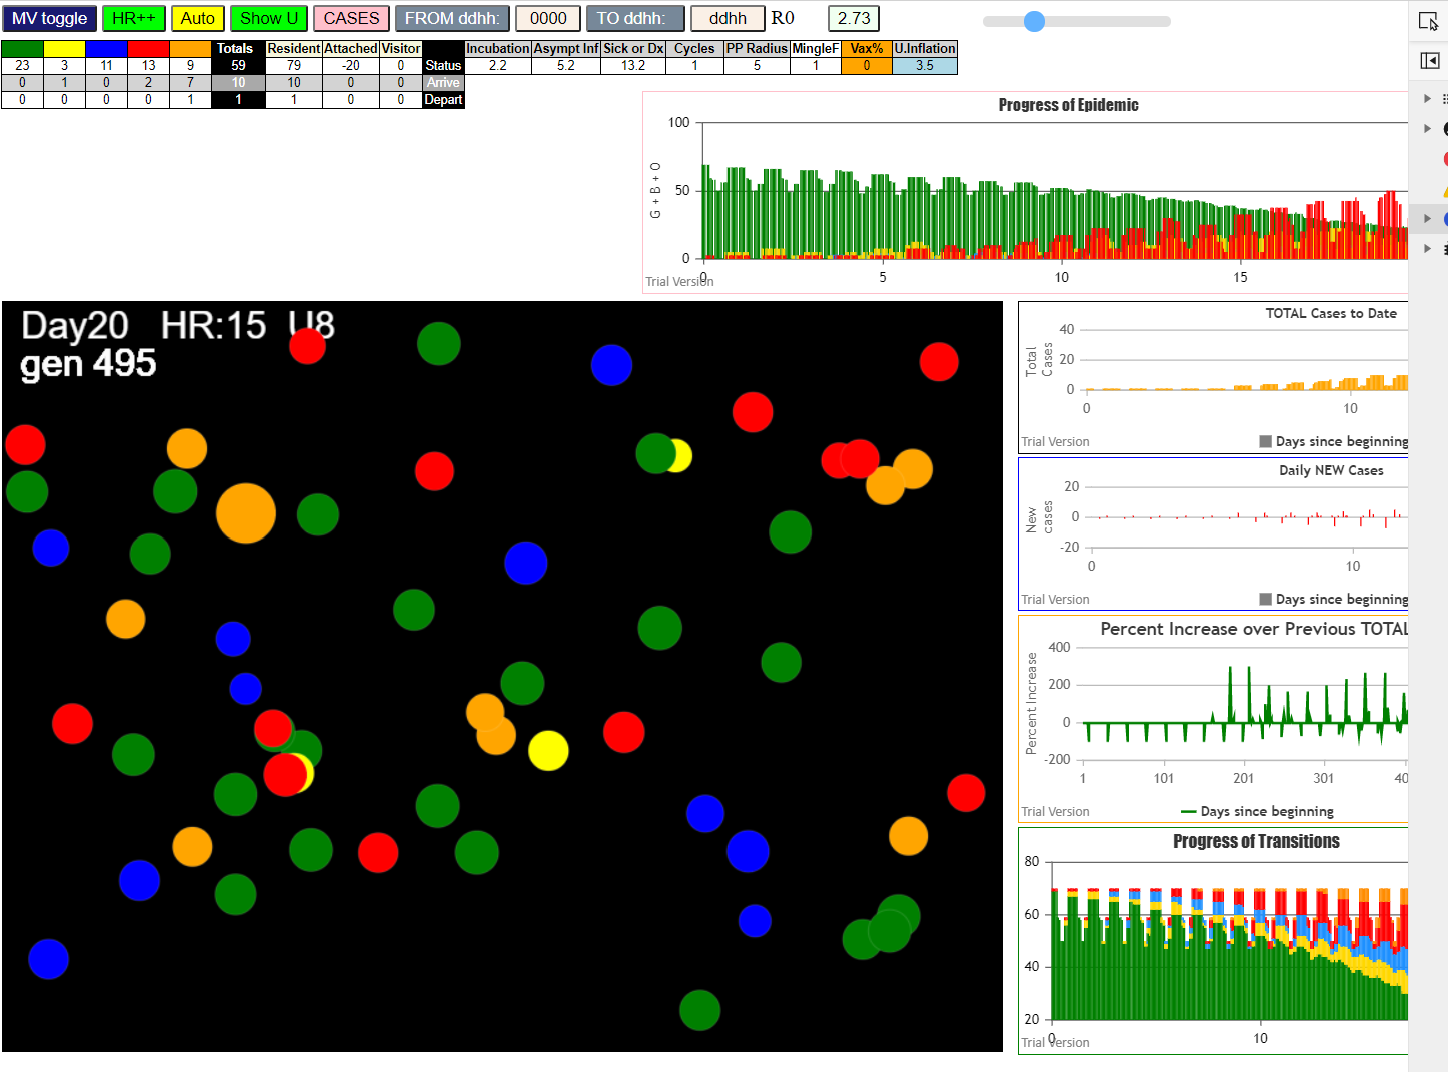 MV toggle HR++ Auto Show U CASES FROM ddhh: 0000 TO ddhh: ddhh R0 2.73
Totals Resident Attached Visitor Incubation Asympt Inf Sick or Dx Cycles PP Radius MingleF Vax% U.Inflation
23 3 11 13 9 59 79 -20 0 Status 2.2 5.2 13.2 1 5 1 0 3.5
0 1 0 2 7 10 10 0 0 Arrive
0 0 0 0 1 1 1 0 0 Depart
Progress of Epidemic
100
50
0
G + B + O
0 5 10 15
Trial Version
Day20 HR:15 U8
gen 495
TOTAL Cases to Date
40
20
0
Total
Cases
0 10
Trial Version
Days since beginning
Daily NEW Cases
20
0
-20
New
cases
0 10
Trial Version
Days since beginning
Percent Increase over Previous TOTAL
400
200
0
-200
Percent Increase
1 101 201 301 40
Trial Version
Days since beginning
Progress of Transitions
80
60
40
20
0 10
Trial Version